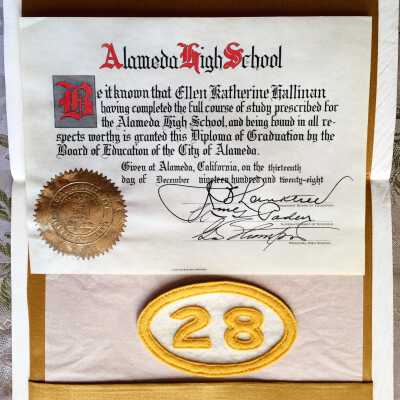 Alameda High School
Be it known that Ellen Katherine Hallinan
having completed the full course of study prescribed for
the Alameda High School, and being found in all re-
spects worthy is granted this Diploma of Graduation by the
Board of Education of the City of Alameda.
Given at Alameda, California, on the thirteenth
day of December nineteen hundred and twenty-eight
28